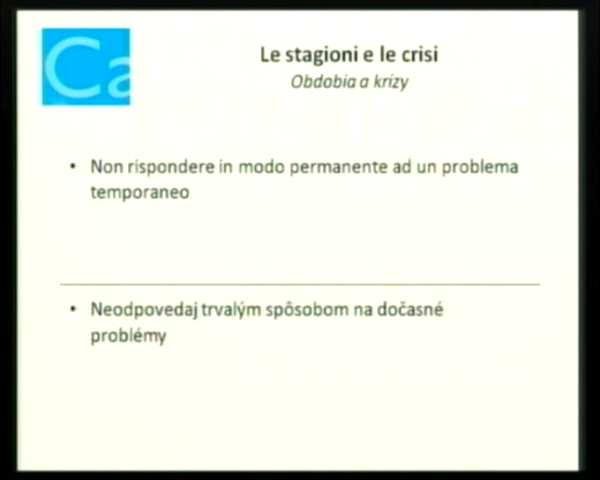 Ca
Le stagioni e le crisi
Obdobia a krízy
• Non rispondere in modo permanente ad un problema
temporaneo
• Neodpovedaj trvalým spôsobom na dočasné
problémy